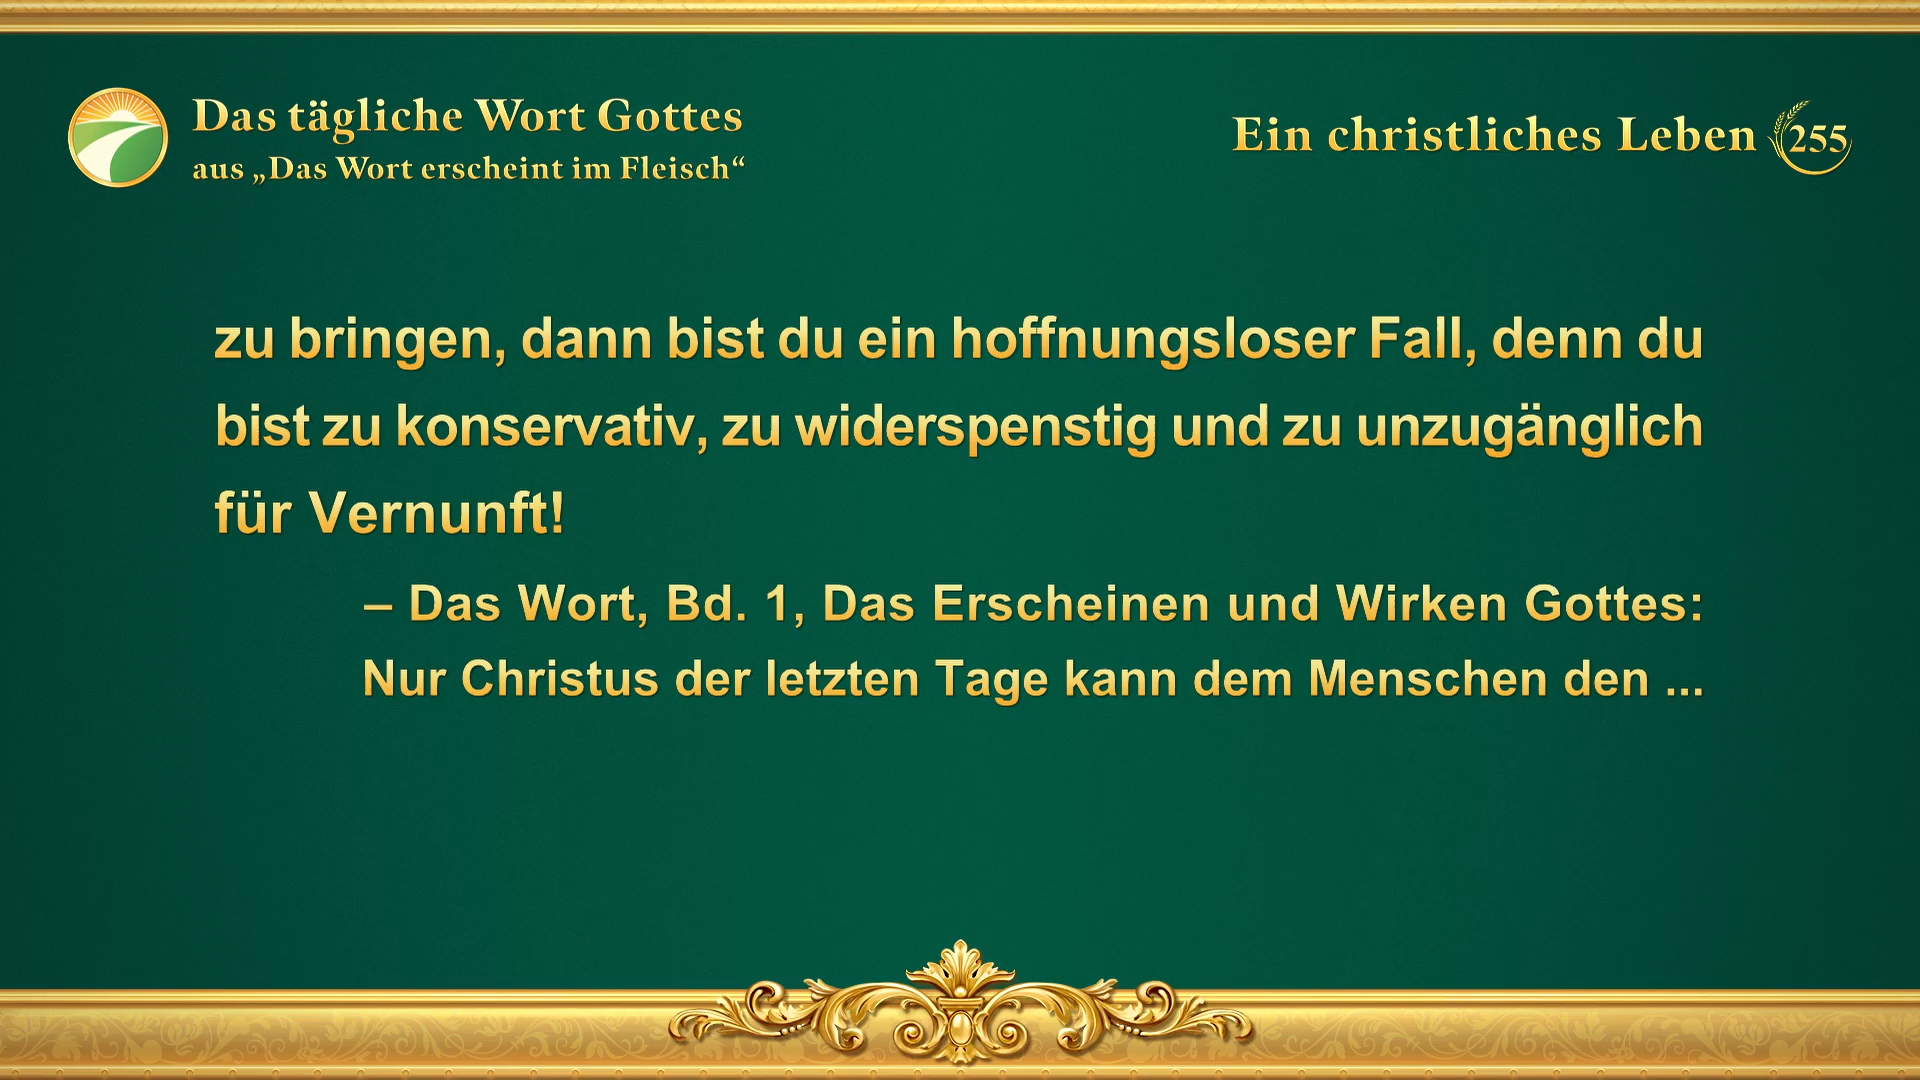 Das tägliche Wort Gottes
aus „Das Wort erscheint im Fleisch“
Ein christliches Leben 255
zu bringen, dann bist du ein hoffnungsloser Fall, denn du
bist zu konservativ, zu widerspenstig und zu unzugänglich
für Vernunft!
– Das Wort, Bd. 1, Das Erscheinen und Wirken Gottes:
Nur Christus der letzten Tage kann dem Menschen den ...